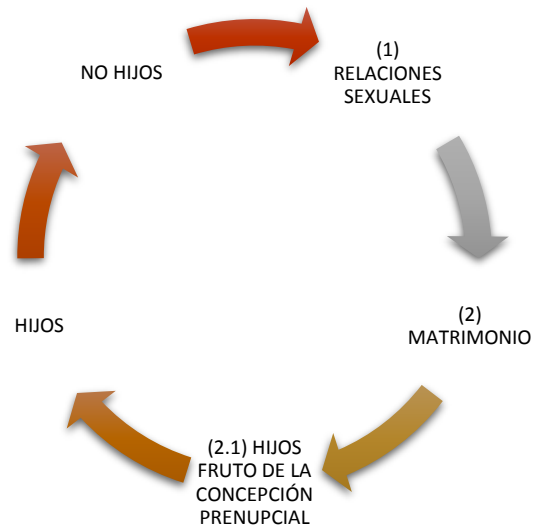 NO HIJOS
(1)
RELACIONES
SEXUALES
(2)
MATRIMONIO
(2.1) HIJOS
FRUTO DE LA
CONCEPCIÓN
PRENUPCIAL
HIJOS